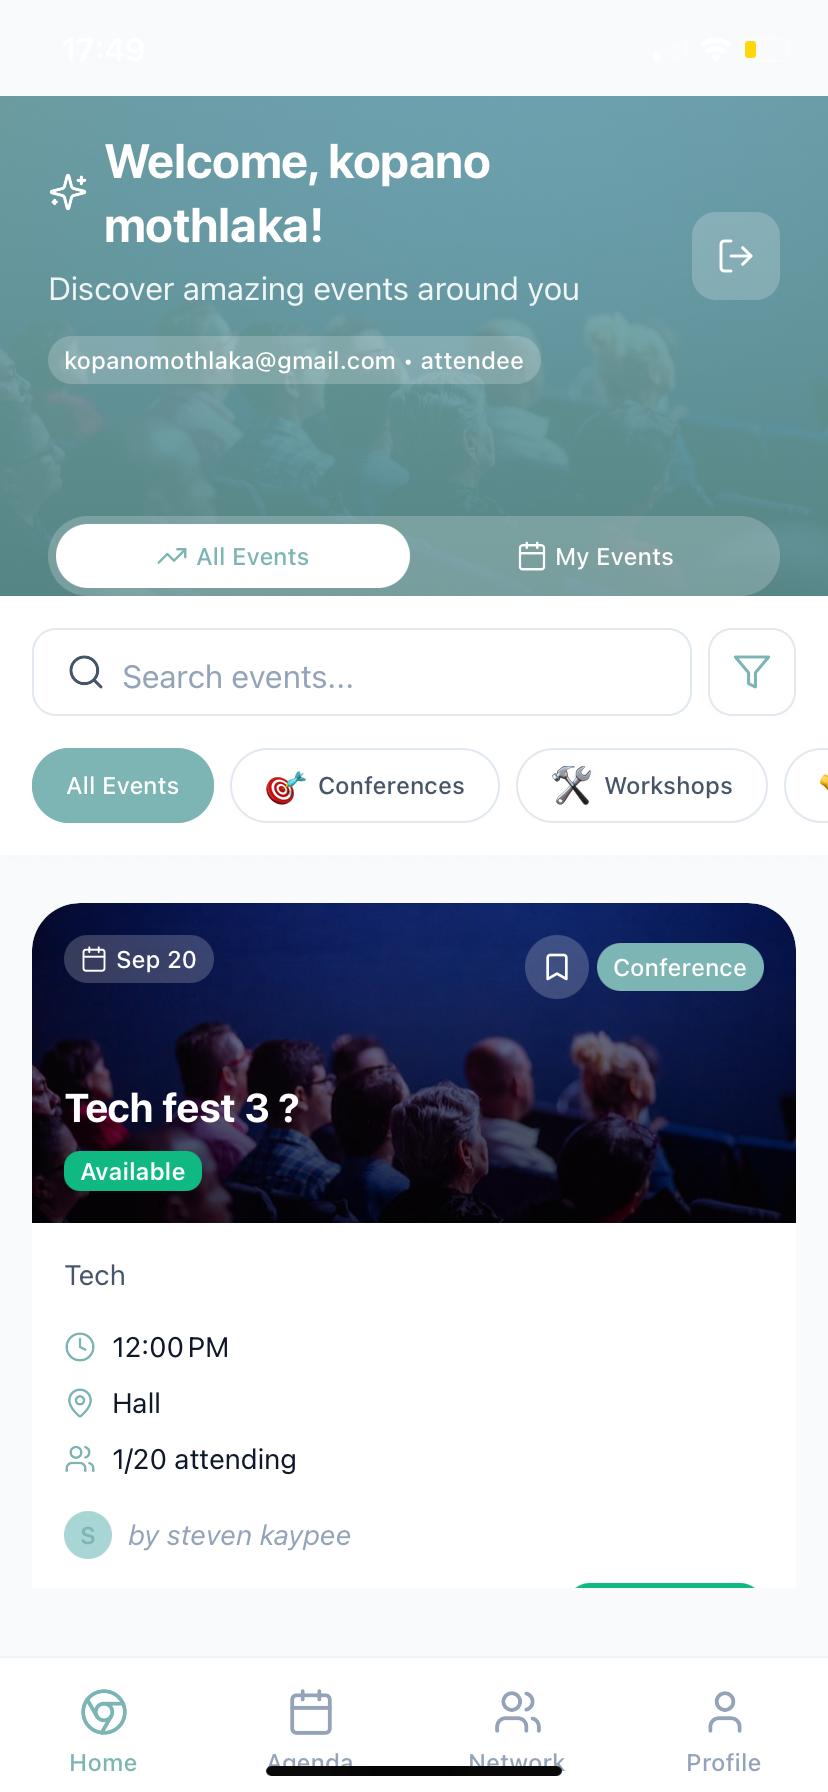 17:49
Welcome, kopano
mothlaka!
Discover amazing events around you
kopanomothlaka@gmail.com • attendee
All Events
My Events
Search events...
All Events
Conferences
Workshops
Sep 20
Conference
Tech fest 3 ?
Available
Tech
12:00 PM
Hall
1/20 attending
S
by steven kaypee
Home
Agenda
Network
Profile